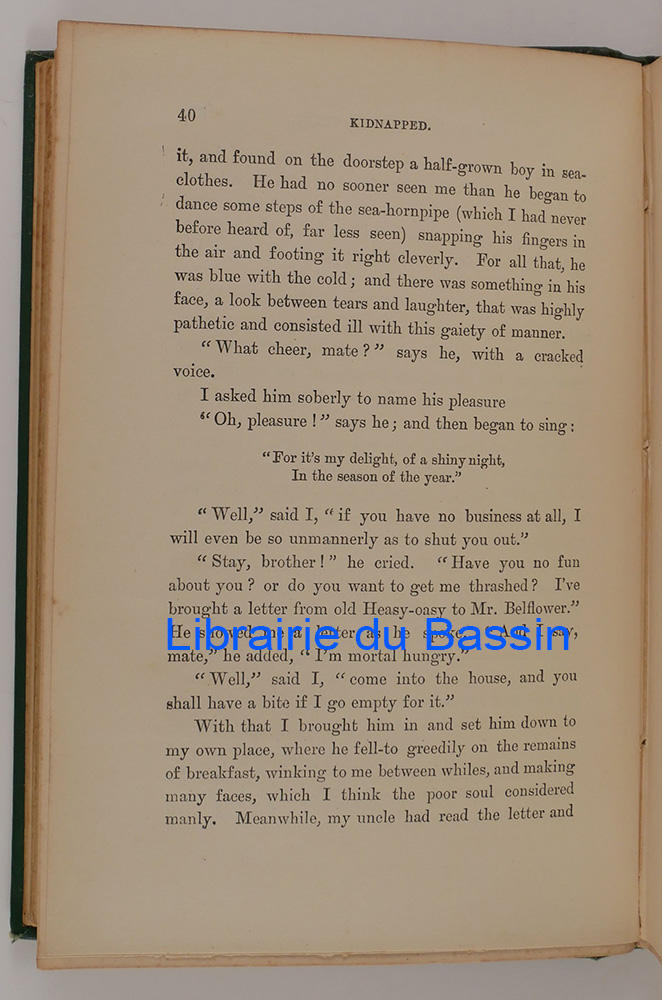 40
KIDNAPPED.
it, and found on the doorstep a half-grown boy in sea-
clothes. He had no sooner seen me than he began to
dance some steps of the sea-hornpipe (which I had never
before heard of, far less seen) snapping his fingers in
the air and footing it right cleverly. For all that, he
was blue with the cold; and there was something in his
face, a look between tears and laughter, that was highly
pathetic and consisted ill with this gaiety of manner.
“What cheer, mate?” says he, with a cracked
voice.
I asked him soberly to name his pleasure
“Oh, pleasure!” says he; and then began to sing:
“For it's my delight, of a shiny night,
In the season of the year.”
“Well,” said I, “if you have no business at all, I
will even be so unmannerly as to shut you out.”
“Stay, brother!” he cried. “Have you no fun
about you? or do you want to get me thrashed? I've
brought a letter from old Heasy-oasy to Mr. Belflower.”
He showed me a letter as he spoke. “And I say,
Librairie du Bassin
mate,” he added, “I'm mortal hungry.”
“Well,” said I, “come into the house, and you
shall have a bite if I go empty for it.”
With that I brought him in and set him down to
my own place, where he fell-to greedily on the remains
of breakfast, winking to me between whiles, and making
many faces, which I think the poor soul considered
manly. Meanwhile, my uncle had read the letter and